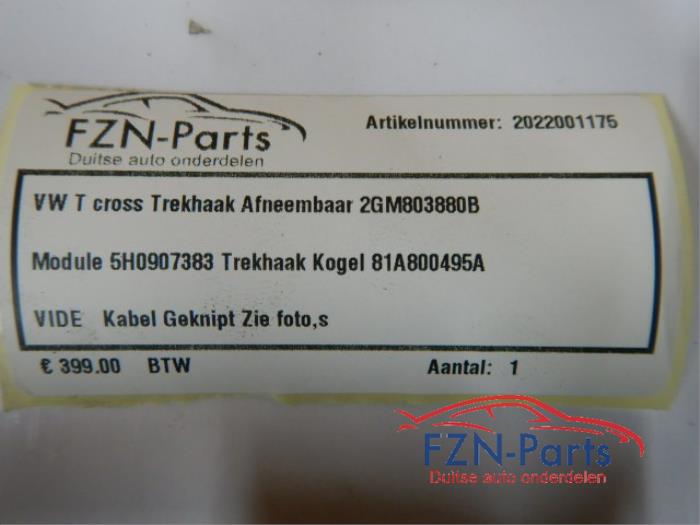 FZN-Parts
Duitse auto onderdelen
Artikelnummer: 2022001175
VW T cross Trekhaak Afneembaar 2GM803880B
Module 5H0907383 Trekhaak Kogel 81A800495A
VIDE Kabel Geknipt Zie foto,s
€ 399.00 BTW Aantal: 1
FZN-Parts
Duitse auto onderdelen